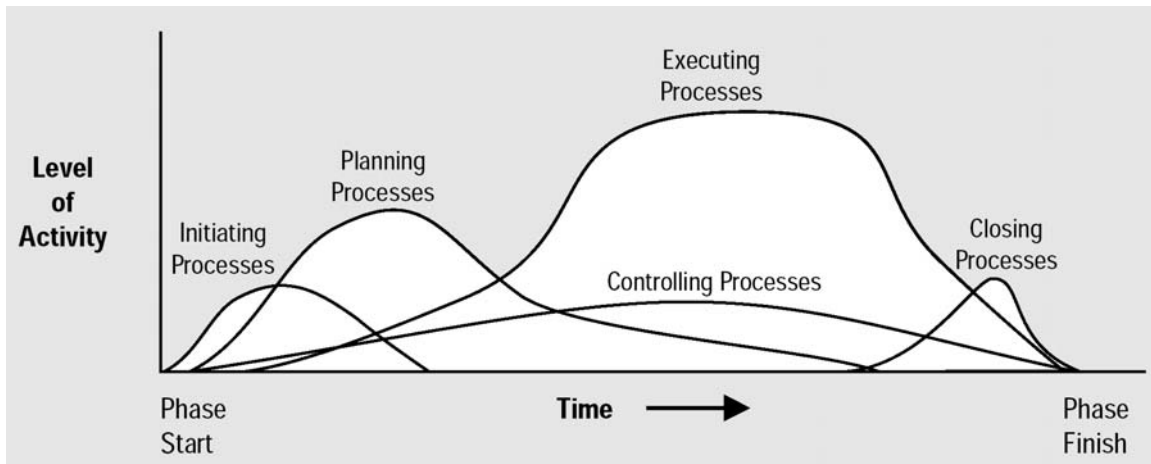 Executing
Processes
Planning
Processes
Level
of
Activity
Initiating
Processes
Closing
Processes
Controlling Processes
Phase
Start
Time
Phase
Finish